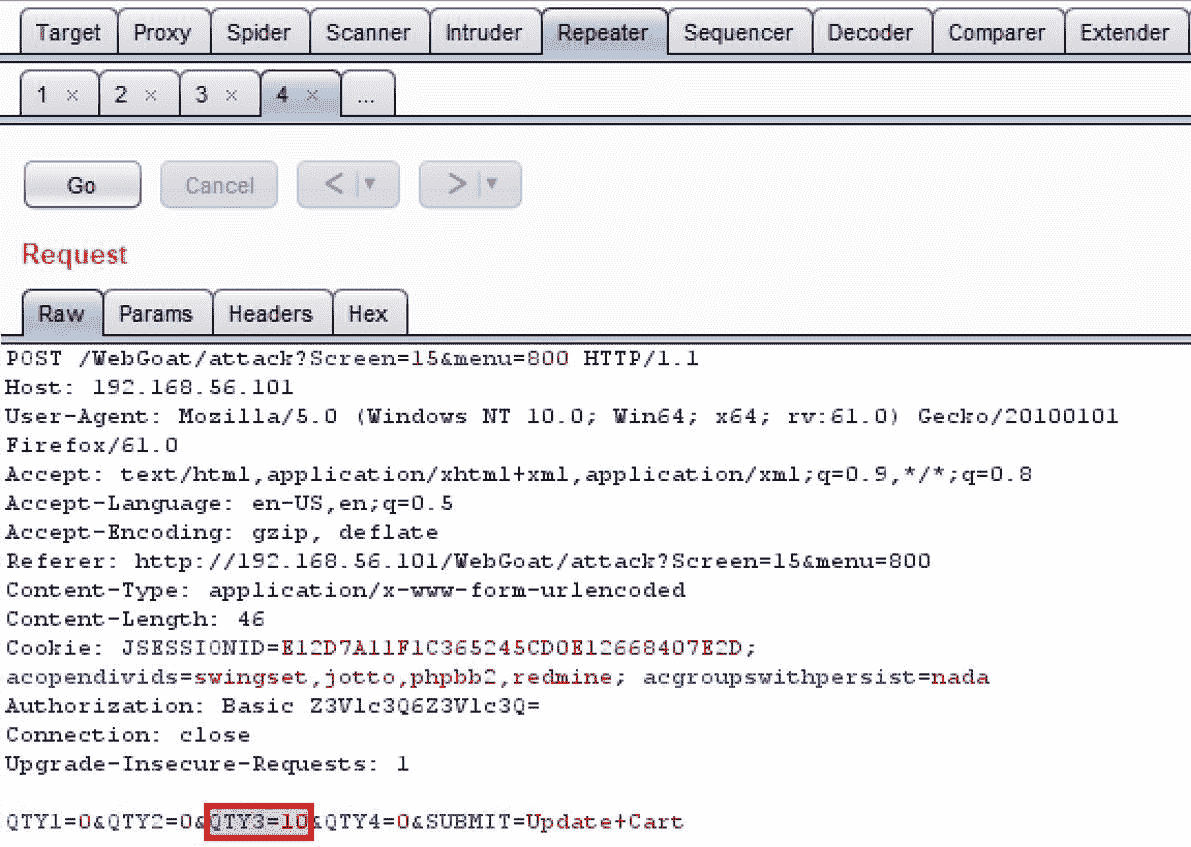 Target Proxy Spider Scanner Intruder Repeater Sequencer Decoder Comparer Extender
1 × 2 × 3 × 4 × ...
Go Cancel < ▼ > ▼
Request
Raw Params Headers Hex
POST /WebGoat/attack?Screen=15&menu=800 HTTP/1.1
Host: 192.168.56.101
User-Agent: Mozilla/5.0 (Windows NT 10.0; Win64; x64; rv:61.0) Gecko/20100101
Firefox/61.0
Accept: text/html,application/xhtml+xml,application/xml;q=0.9,*/*;q=0.8
Accept-Language: en-US,en;q=0.5
Accept-Encoding: gzip, deflate
Referer: http://192.168.56.101/WebGoat/attack?Screen=15&menu=800
Content-Type: application/x-www-form-urlencoded
Content-Length: 46
Cookie: JSESSIONID=E12D7A11F1C365245CD0E12668407E2D;
acopendivids=swingset,jotto,phpbb2,redmine; acgroupswithpersist=nada
Authorization: Basic Z3Vlc3Q6Z3Vlc3Q=
Connection: close
Upgrade-Insecure-Requests: 1
QTY1=0&QTY2=0&QTY3=10&QTY4=0&SUBMIT=Update+Cart